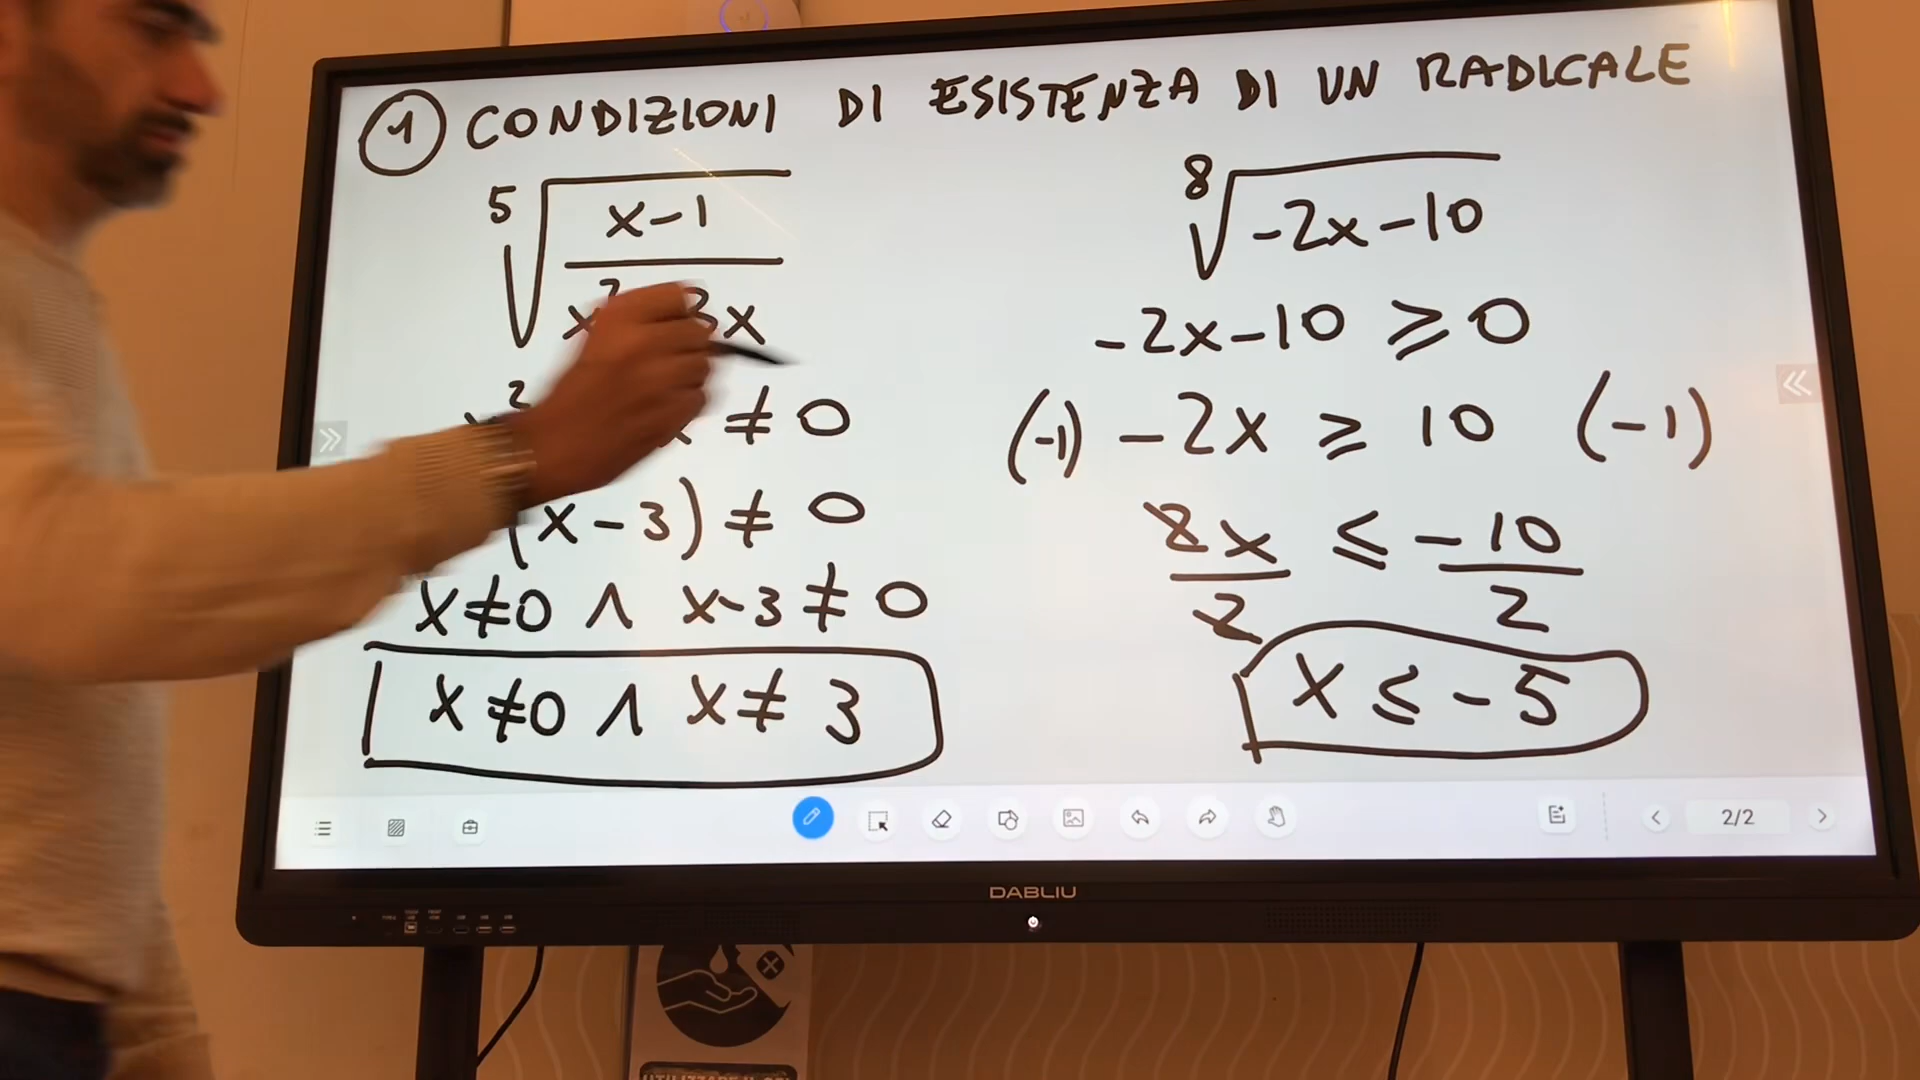 ① CONDIZIONI DI ESISTENZA DI UN RADICALE
5√
x-1
x² 3x
≠ 0
(x-3) ≠ 0
x≠0 ∧ x-3 ≠ 0
x ≠0 ∧ x≠ 3
8√-2x-10
-2x-10 ⩾ 0
(-1) -2x ⩾ 10 (-1)
2x/2 ⩽ -10/2
x ⩽ -5
2/2
DABLIU